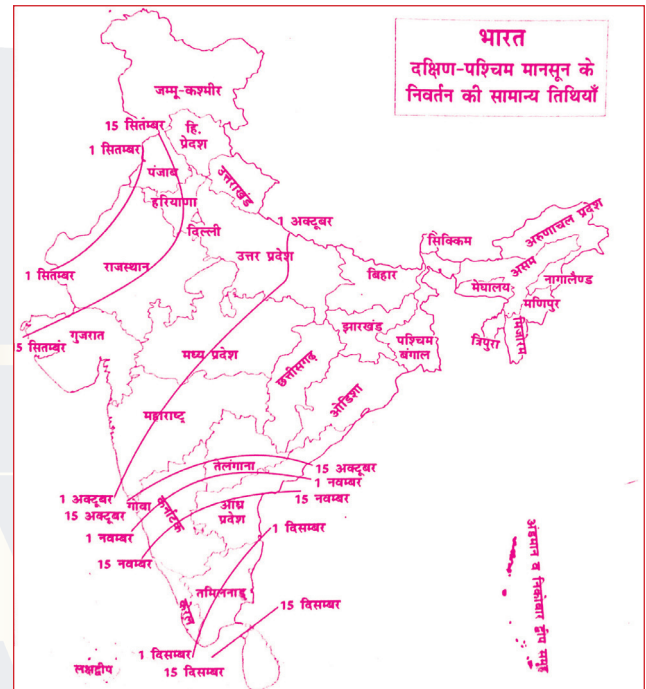 भारत
दक्षिण-पश्चिम मानसून के
निवर्तन की सामान्य तिथियाँ
जम्मू-कश्मीर
15 सितम्बर
हि.
प्रेदश
1 सितम्बर
पंजाब
उत्तराखंड
हरियाणा
दिल्ली
1 अक्टूबर
उत्तर प्रदेश
सिक्किम
अरुणाचल प्रदेश
असम
1 सितम्बर
राजस्थान
बिहार
मेघालय
नागालैण्ड
मणिपुर
15 सितम्बर
गुजरात
झारखंड
पश्चिम
बंगाल
त्रिपुरा
मिजोरम
मध्य प्रदेश
छत्तीसगढ़
ओडिशा
महाराष्ट्र
तेलंगाना
15 अक्टूबर
1 नवम्बर
1 अक्टूबर
गोवा
कर्नाटक
आंध्र
प्रदेश
15 नवम्बर
15 अक्टूबर
1 नवम्बर
1 दिसम्बर
15 नवम्बर
अंडमान व निकोबार द्वीप समूह
तमिलनाडु
केरल
15 दिसम्बर
1 दिसम्बर
लक्षद्वीप
15 दिसम्बर